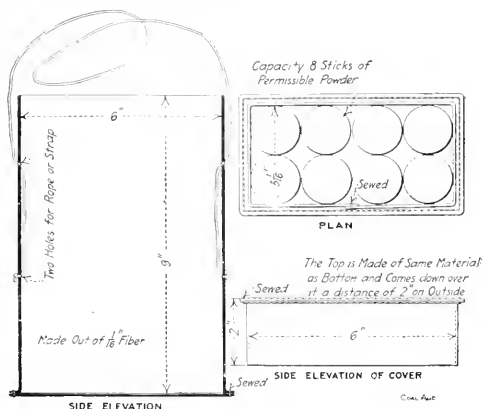 6"
Two Holes for Rope or Strap
9"
Made Out of 1/16" Fiber
Sewed
SIDE ELEVATION
Capacity 8 Sticks of
Permissible Powder
Sewed
PLAN
The Top is Made of Same Material
as Bottom and Comes down over
it a distance of 2" on Outside
Sewed
2"
6"
SIDE ELEVATION OF COVER
COAL AGE